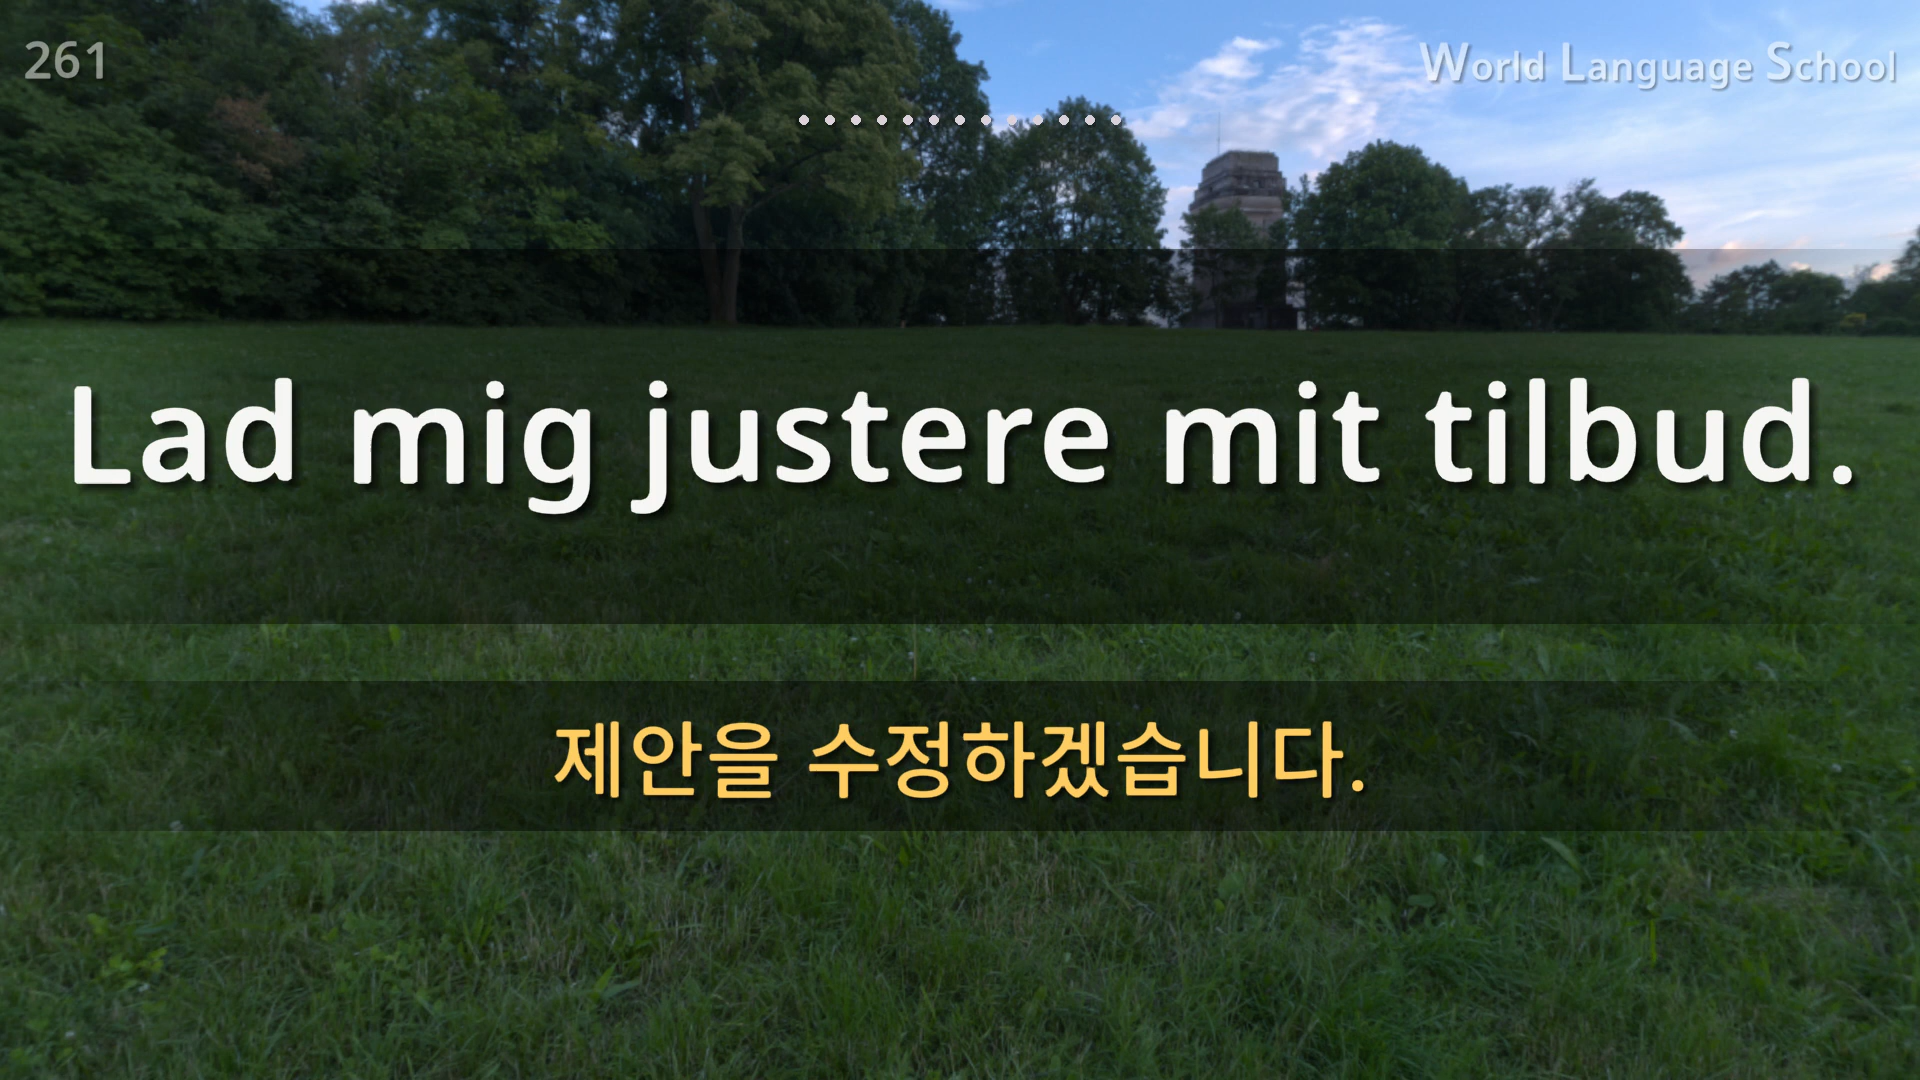 261
World Language School
Lad mig justere mit tilbud.
제안을 수정하겠습니다.